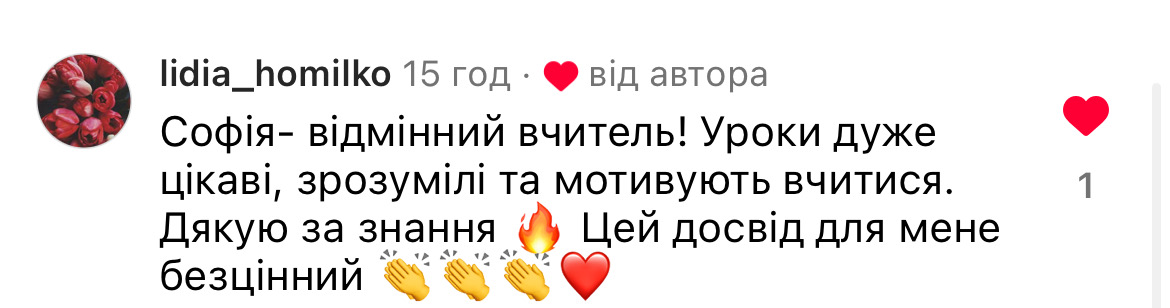 lidia_homilko 15 год · ❤️ від автора
Софія- відмінний вчитель! Уроки дуже
цікаві, зрозумілі та мотивують вчитися.
Дякую за знання 🔥 Цей досвід для мене
безцінний 👏👏👏❤️
1